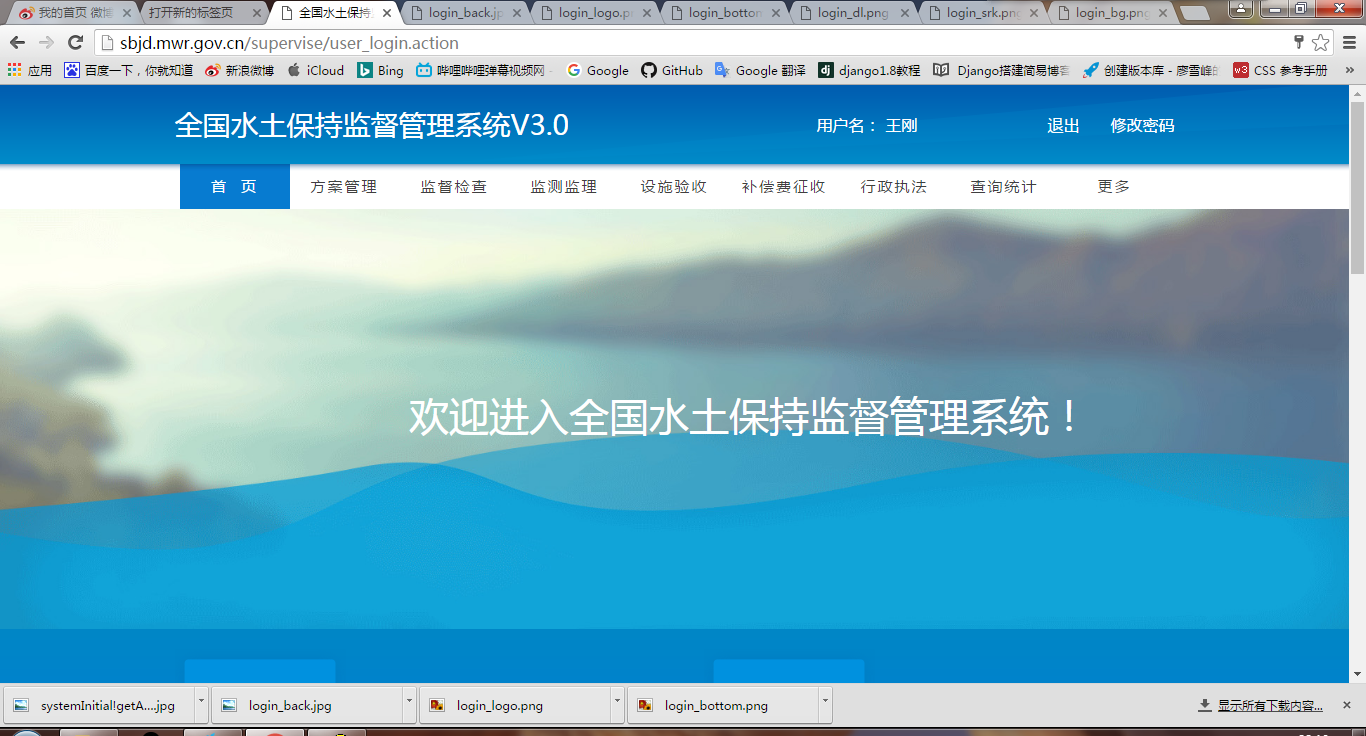 我的首页 微博
打开新的标签页
全国水土保持
login_back.jp
login_logo.p
login_botton
login_dl.png
login_srk.png
login_bg.png
sbjd.mwr.gov.cn/supervise/user_login.action
应用 百度一下，你就知道 新浪微博 iCloud Bing 哔哩哔哩弹幕视频网 - Google GitHub Google 翻译 dj django1.8教程 Django搭建简易博客 创建版本库 - 廖雪峰的 w3 CSS 参考手册 »
全国水土保持监督管理系统V3.0
用户名： 王刚
退出 修改密码
首 页 方案管理 监督检查 监测监理 设施验收 补偿费征收 行政执法 查询统计 更多
欢迎进入全国水土保持监督管理系统！
systemInitial!getA....jpg login_back.jpg login_logo.png login_bottom.png 显示所有下载内容...